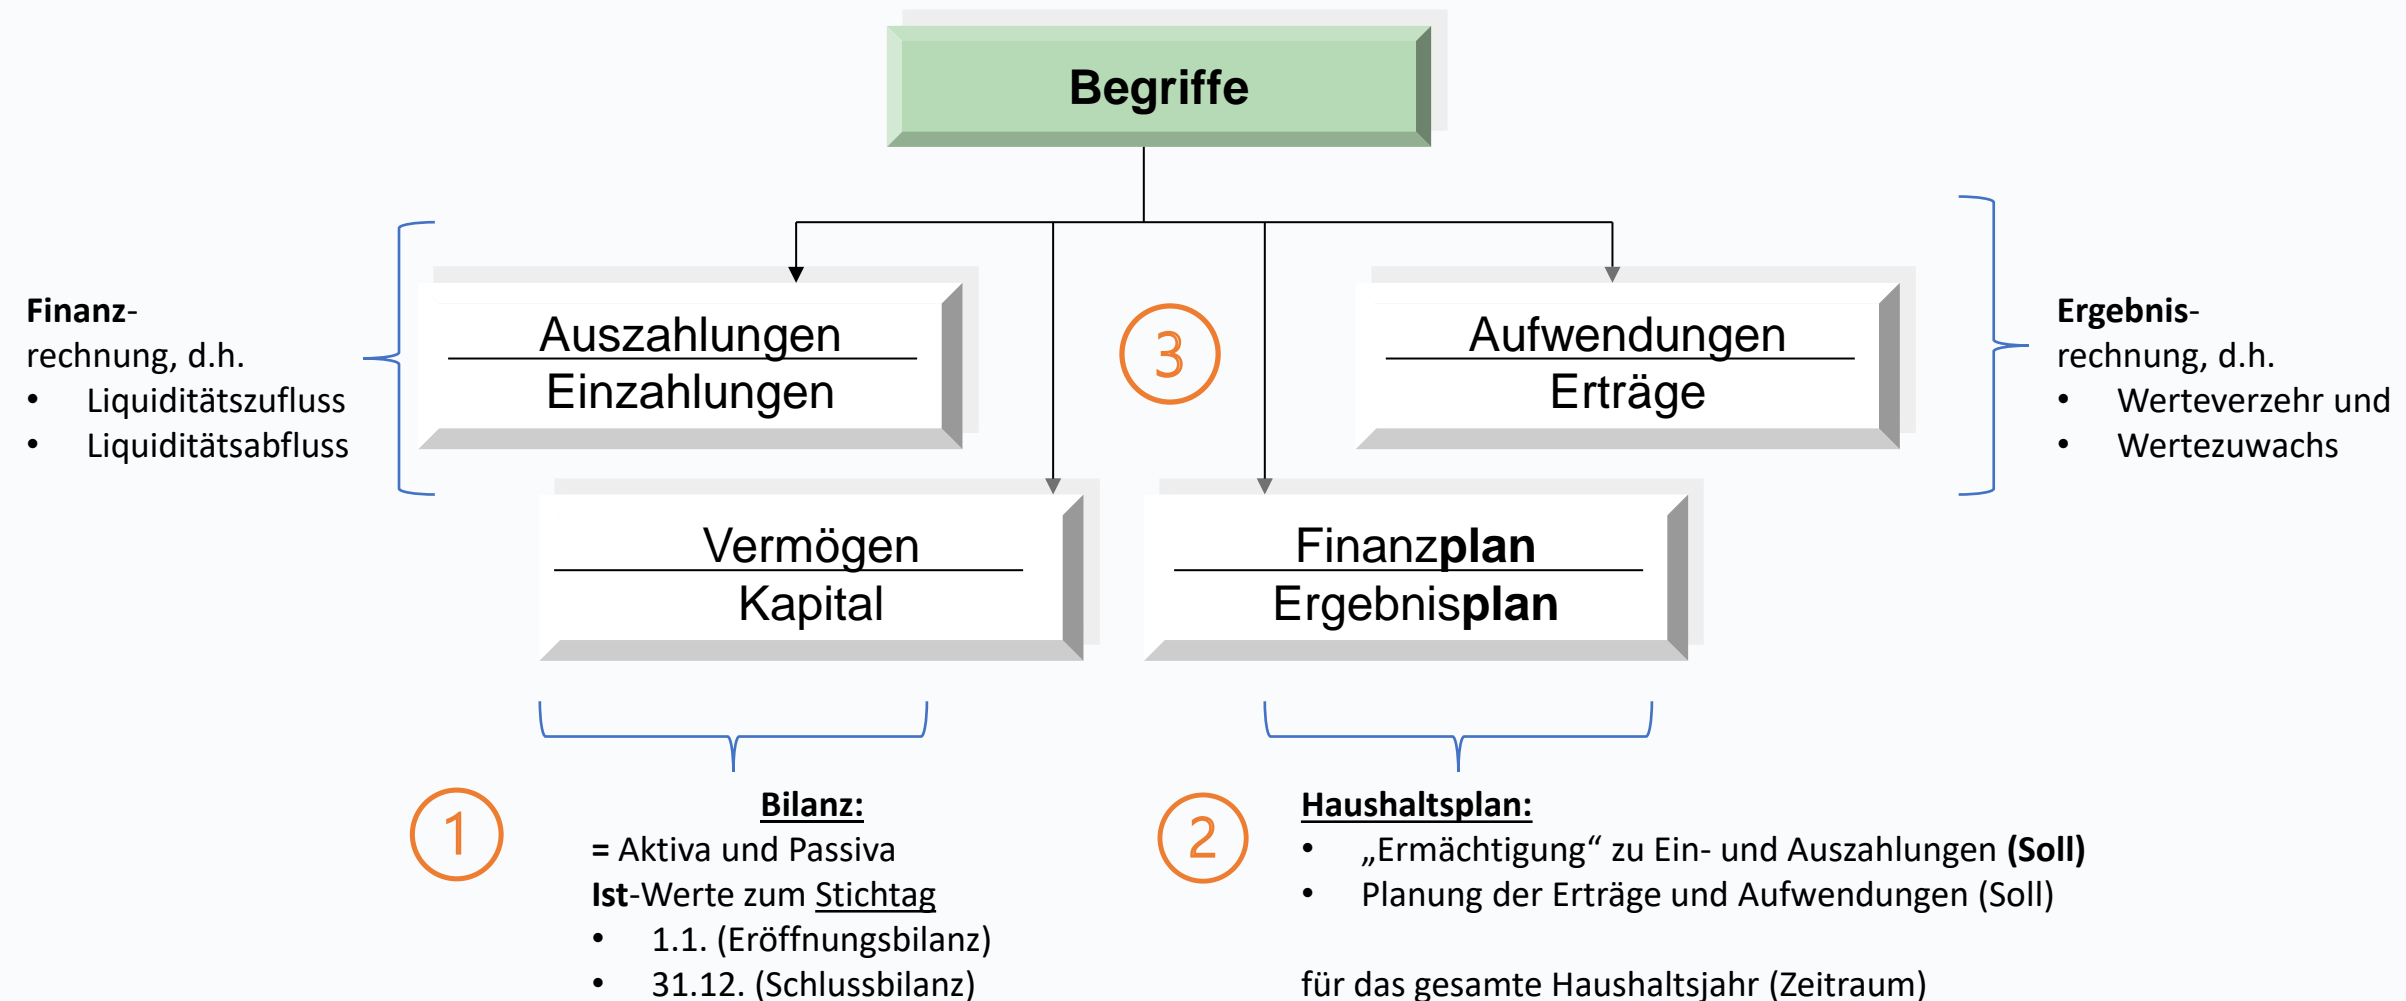 Begriffe
Finanz-
rechnung, d.h.
• Liquiditätszufluss
• Liquiditätsabfluss
Auszahlungen
Einzahlungen
3
Aufwendungen
Erträge
Ergebnis-
rechnung, d.h.
• Werteverzehr und
• Wertezuwachs
Vermögen
Kapital
Finanzplan
Ergebnisplan
1
Bilanz:
= Aktiva und Passiva
Ist-Werte zum Stichtag
• 1.1. (Eröffnungsbilanz)
• 31.12. (Schlussbilanz)
2
Haushaltsplan:
• „Ermächtigung“ zu Ein- und Auszahlungen (Soll)
• Planung der Erträge und Aufwendungen (Soll)
für das gesamte Haushaltsjahr (Zeitraum)